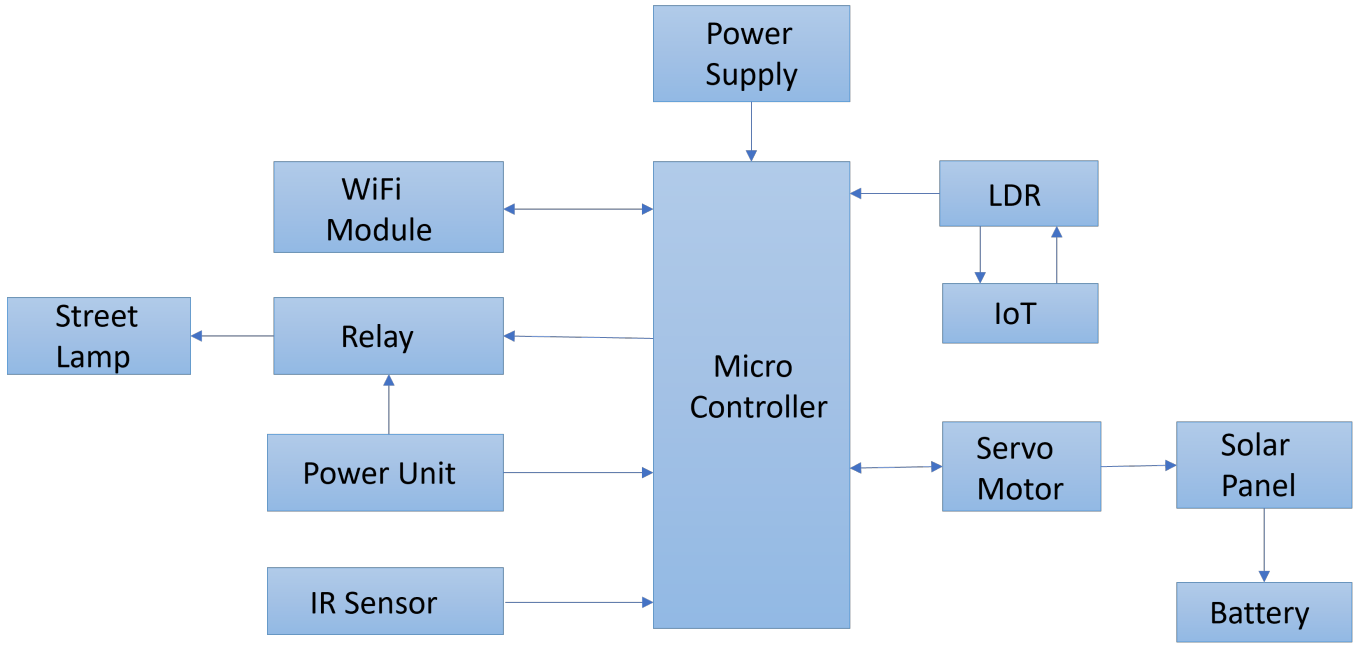 Power
Supply
WiFi
Module
LDR
Street
Lamp
Relay
IoT
Micro
Controller
Power Unit
Servo
Motor
Solar
Panel
IR Sensor
Battery